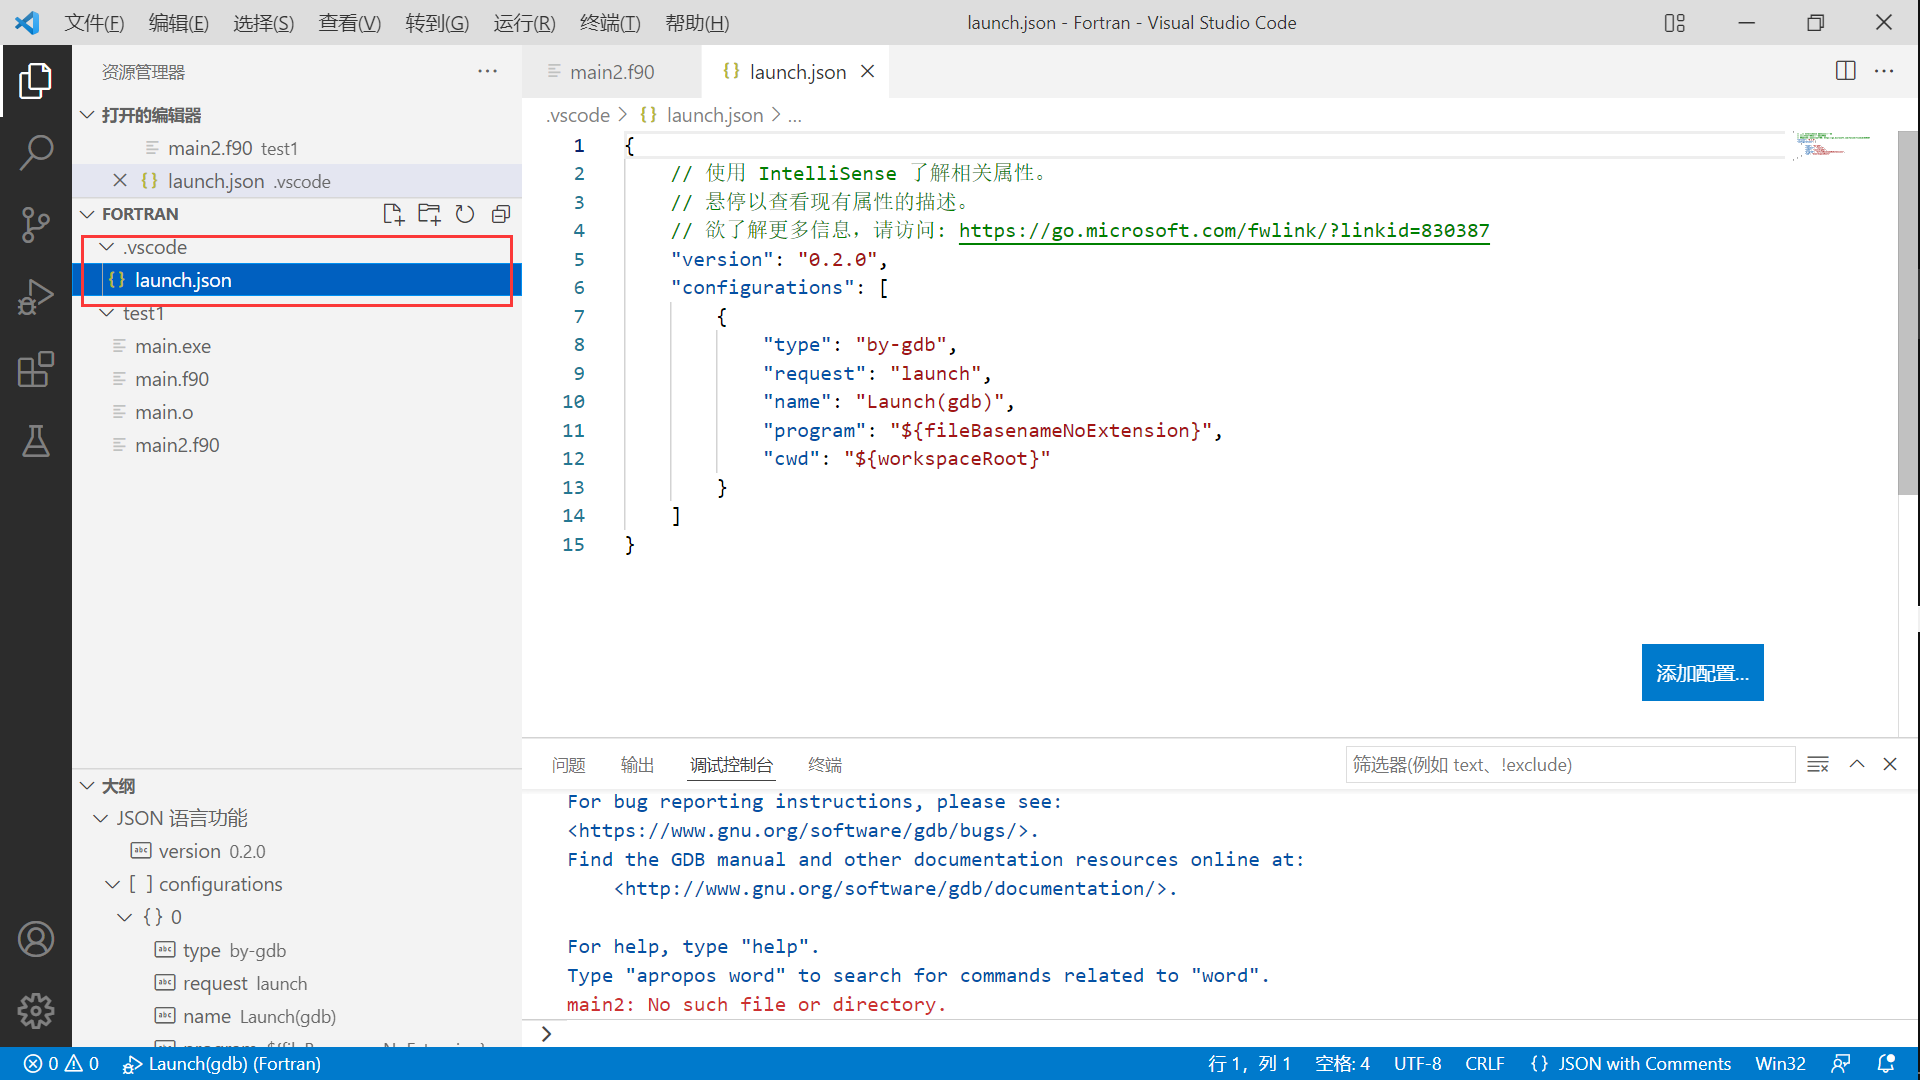 文件(F) 编辑(E) 选择(S) 查看(V) 转到(G) 运行(R) 终端(T) 帮助(H) launch.json - Fortran - Visual Studio Code
资源管理器
打开的编辑器
main2.f90 test1
launch.json .vscode
FORTRAN
.vscode
launch.json
test1
main.exe
main.f90
main.o
main2.f90
大纲
JSON 语言功能
version 0.2.0
[ ] configurations
{ } 0
type by-gdb
request launch
name Launch(gdb)
main2.f90 launch.json
.vscode > {} launch.json > ...
1 {
2 // 使用 IntelliSense 了解相关属性。
3 // 悬停以查看现有属性的描述。
4 // 欲了解更多信息，请访问: https://go.microsoft.com/fwlink/?linkid=830387
5 "version": "0.2.0",
6 "configurations": [
7 {
8 "type": "by-gdb",
9 "request": "launch",
10 "name": "Launch(gdb)",
11 "program": "${fileBasenameNoExtension}",
12 "cwd": "${workspaceRoot}"
13 }
14 ]
15 }
添加配置...
问题 输出 调试控制台 终端 筛选器(例如 text、!exclude)
For bug reporting instructions, please see:
<https://www.gnu.org/software/gdb/bugs/>.
Find the GDB manual and other documentation resources online at:
<http://www.gnu.org/software/gdb/documentation/>.
For help, type "help".
Type "apropos word" to search for commands related to "word".
main2: No such file or directory.
0 0 Launch(gdb) (Fortran) 行 1，列 1 空格: 4 UTF-8 CRLF {} JSON with Comments Win32